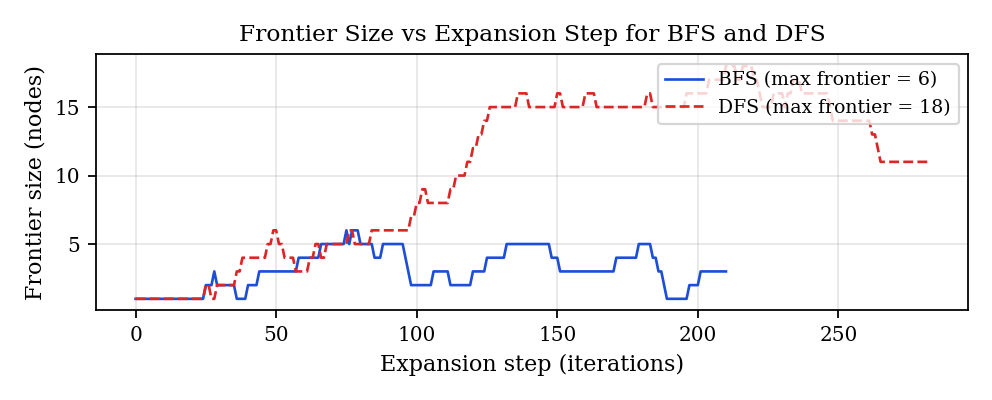 Frontier Size vs Expansion Step for BFS and DFS
BFS (max frontier = 6)
DFS (max frontier = 18)
Frontier size (nodes)
15
10
5
0
50
100
150
200
250
Expansion step (iterations)